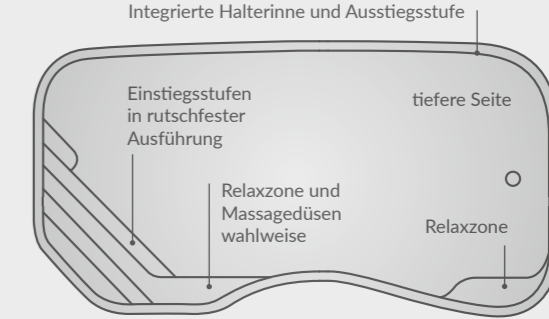 Integrierte Halterinne und Ausstiegsstufe
Einstiegsstufen
in rutschfester
Ausführung
tiefere Seite
Relaxzone und
Massagedüsen
wahlweise
Relaxzone